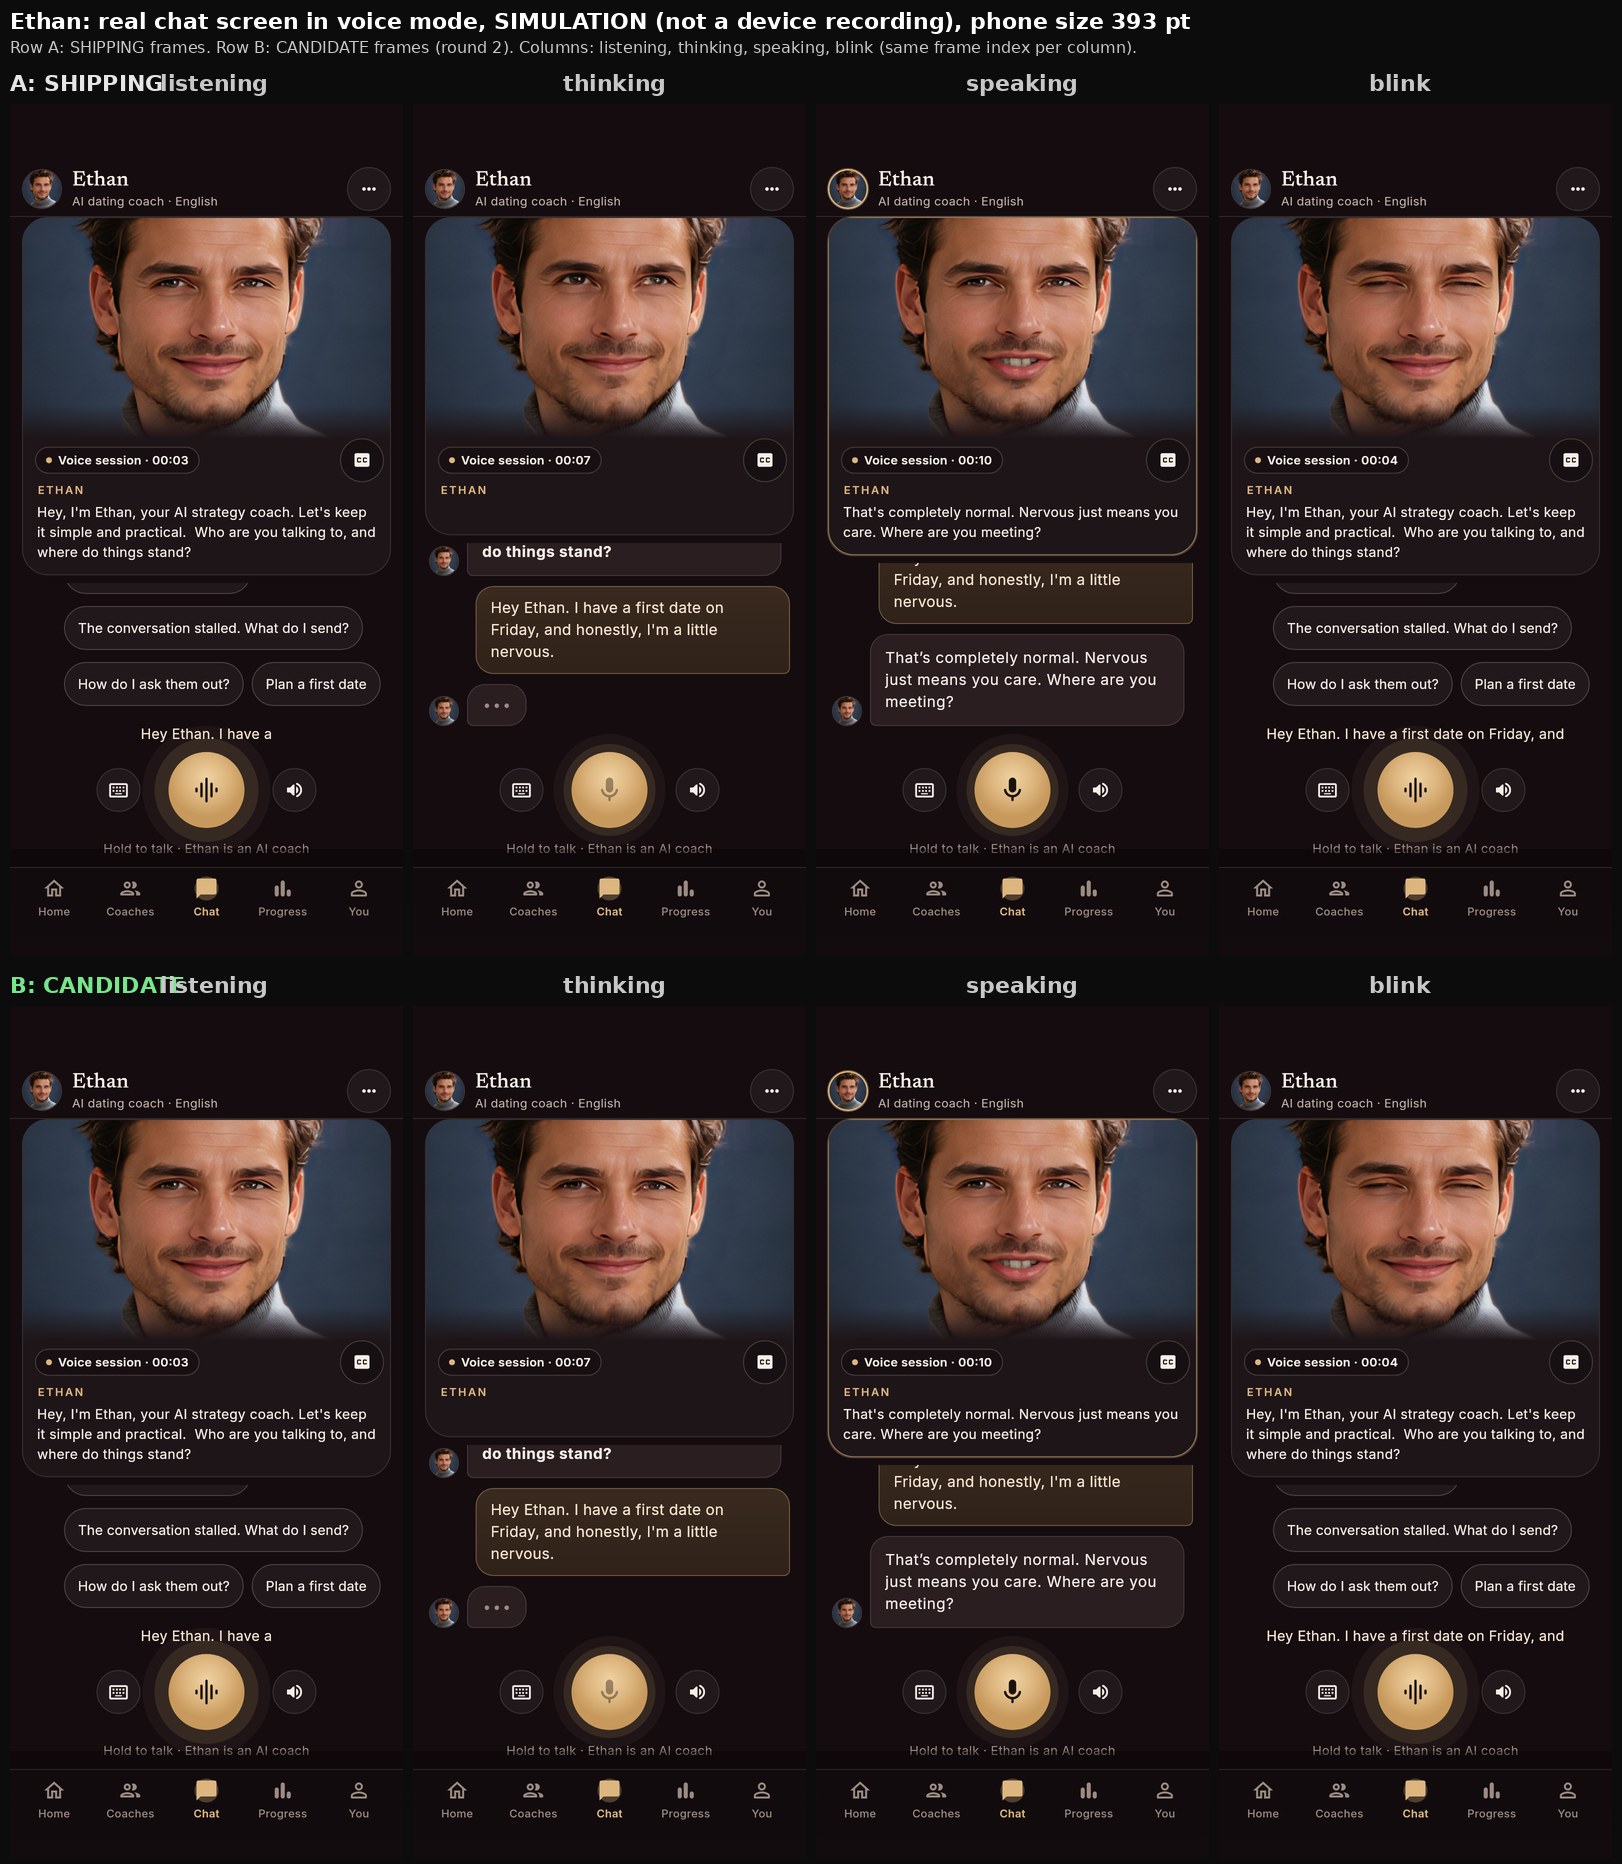 Ethan: real chat screen in voice mode, SIMULATION (not a device recording), phone size 393 pt
Row A: SHIPPING frames. Row B: CANDIDATE frames (round 2). Columns: listening, thinking, speaking, blink (same frame index per column).
A: SHIPPING
listening
thinking
speaking
blink
Ethan
AI dating coach · English
Voice session · 00:03
CC
ETHAN
Hey, I'm Ethan, your AI strategy coach. Let's keep
it simple and practical.  Who are you talking to, and
where do things stand?
The conversation stalled. What do I send?
How do I ask them out?
Plan a first date
Hey Ethan. I have a
Hold to talk · Ethan is an AI coach
Home
Coaches
Chat
Progress
You
Ethan
AI dating coach · English
Voice session · 00:07
CC
ETHAN
do things stand?
Hey Ethan. I have a first date on
Friday, and honestly, I'm a little
nervous.
Hold to talk · Ethan is an AI coach
Home
Coaches
Chat
Progress
You
Ethan
AI dating coach · English
Voice session · 00:10
CC
ETHAN
That's completely normal. Nervous just means you
care. Where are you meeting?
Friday, and honestly, I'm a little
nervous.
That’s completely normal. Nervous
just means you care. Where are you
meeting?
Hold to talk · Ethan is an AI coach
Home
Coaches
Chat
Progress
You
Ethan
AI dating coach · English
Voice session · 00:04
CC
ETHAN
Hey, I'm Ethan, your AI strategy coach. Let's keep
it simple and practical.  Who are you talking to, and
where do things stand?
The conversation stalled. What do I send?
How do I ask them out?
Plan a first date
Hey Ethan. I have a first date on Friday, and
Hold to talk · Ethan is an AI coach
Home
Coaches
Chat
Progress
You
B: CANDIDATE
listening
thinking
speaking
blink
Ethan
AI dating coach · English
Voice session · 00:03
CC
ETHAN
Hey, I'm Ethan, your AI strategy coach. Let's keep
it simple and practical.  Who are you talking to, and
where do things stand?
The conversation stalled. What do I send?
How do I ask them out?
Plan a first date
Hey Ethan. I have a
Hold to talk · Ethan is an AI coach
Home
Coaches
Chat
Progress
You
Ethan
AI dating coach · English
Voice session · 00:07
CC
ETHAN
do things stand?
Hey Ethan. I have a first date on
Friday, and honestly, I'm a little
nervous.
Hold to talk · Ethan is an AI coach
Home
Coaches
Chat
Progress
You
Ethan
AI dating coach · English
Voice session · 00:10
CC
ETHAN
That's completely normal. Nervous just means you
care. Where are you meeting?
Friday, and honestly, I'm a little
nervous.
That’s completely normal. Nervous
just means you care. Where are you
meeting?
Hold to talk · Ethan is an AI coach
Home
Coaches
Chat
Progress
You
Ethan
AI dating coach · English
Voice session · 00:04
CC
ETHAN
Hey, I'm Ethan, your AI strategy coach. Let's keep
it simple and practical.  Who are you talking to, and
where do things stand?
The conversation stalled. What do I send?
How do I ask them out?
Plan a first date
Hey Ethan. I have a first date on Friday, and
Hold to talk · Ethan is an AI coach
Home
Coaches
Chat
Progress
You